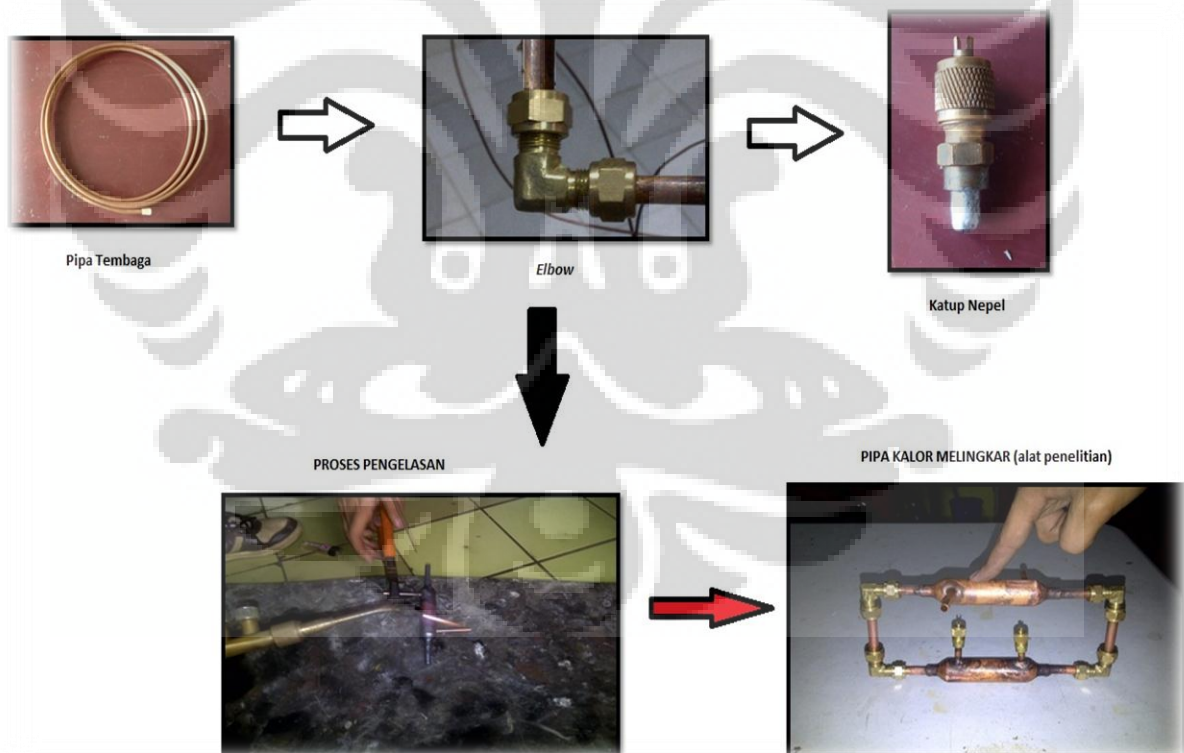 Pipa Tembaga
Elbow
Katup Nepel
PROSES PENGELASAN
PIPA KALOR MELINGKAR (alat penelitian)